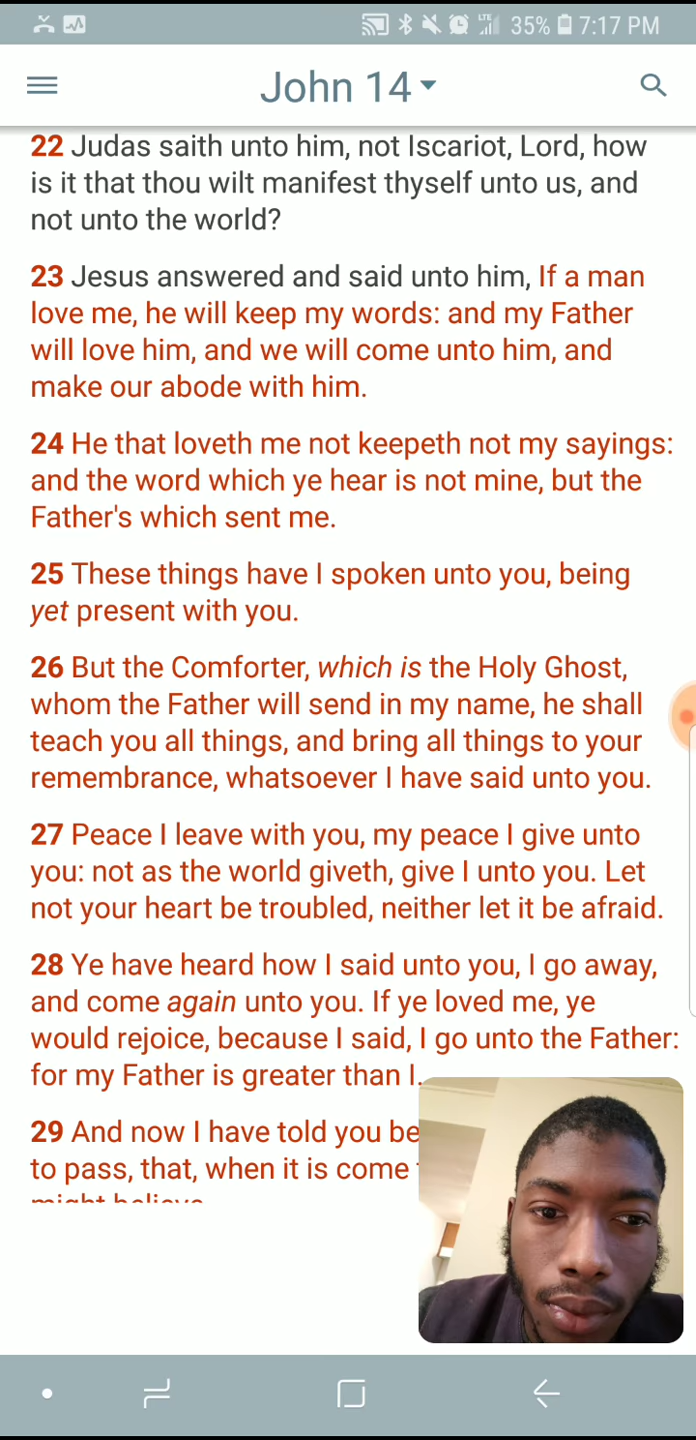 35% 7:17 PM
John 14
22 Judas saith unto him, not Iscariot, Lord, how
is it that thou wilt manifest thyself unto us, and
not unto the world?
23 Jesus answered and said unto him, If a man
love me, he will keep my words: and my Father
will love him, and we will come unto him, and
make our abode with him.
24 He that loveth me not keepeth not my sayings:
and the word which ye hear is not mine, but the
Father's which sent me.
25 These things have I spoken unto you, being
yet present with you.
26 But the Comforter, which is the Holy Ghost,
whom the Father will send in my name, he shall
teach you all things, and bring all things to your
remembrance, whatsoever I have said unto you.
27 Peace I leave with you, my peace I give unto
you: not as the world giveth, give I unto you. Let
not your heart be troubled, neither let it be afraid.
28 Ye have heard how I said unto you, I go away,
and come again unto you. If ye loved me, ye
would rejoice, because I said, I go unto the Father:
for my Father is greater than I.
29 And now I have told you be
to pass, that, when it is come
might believe